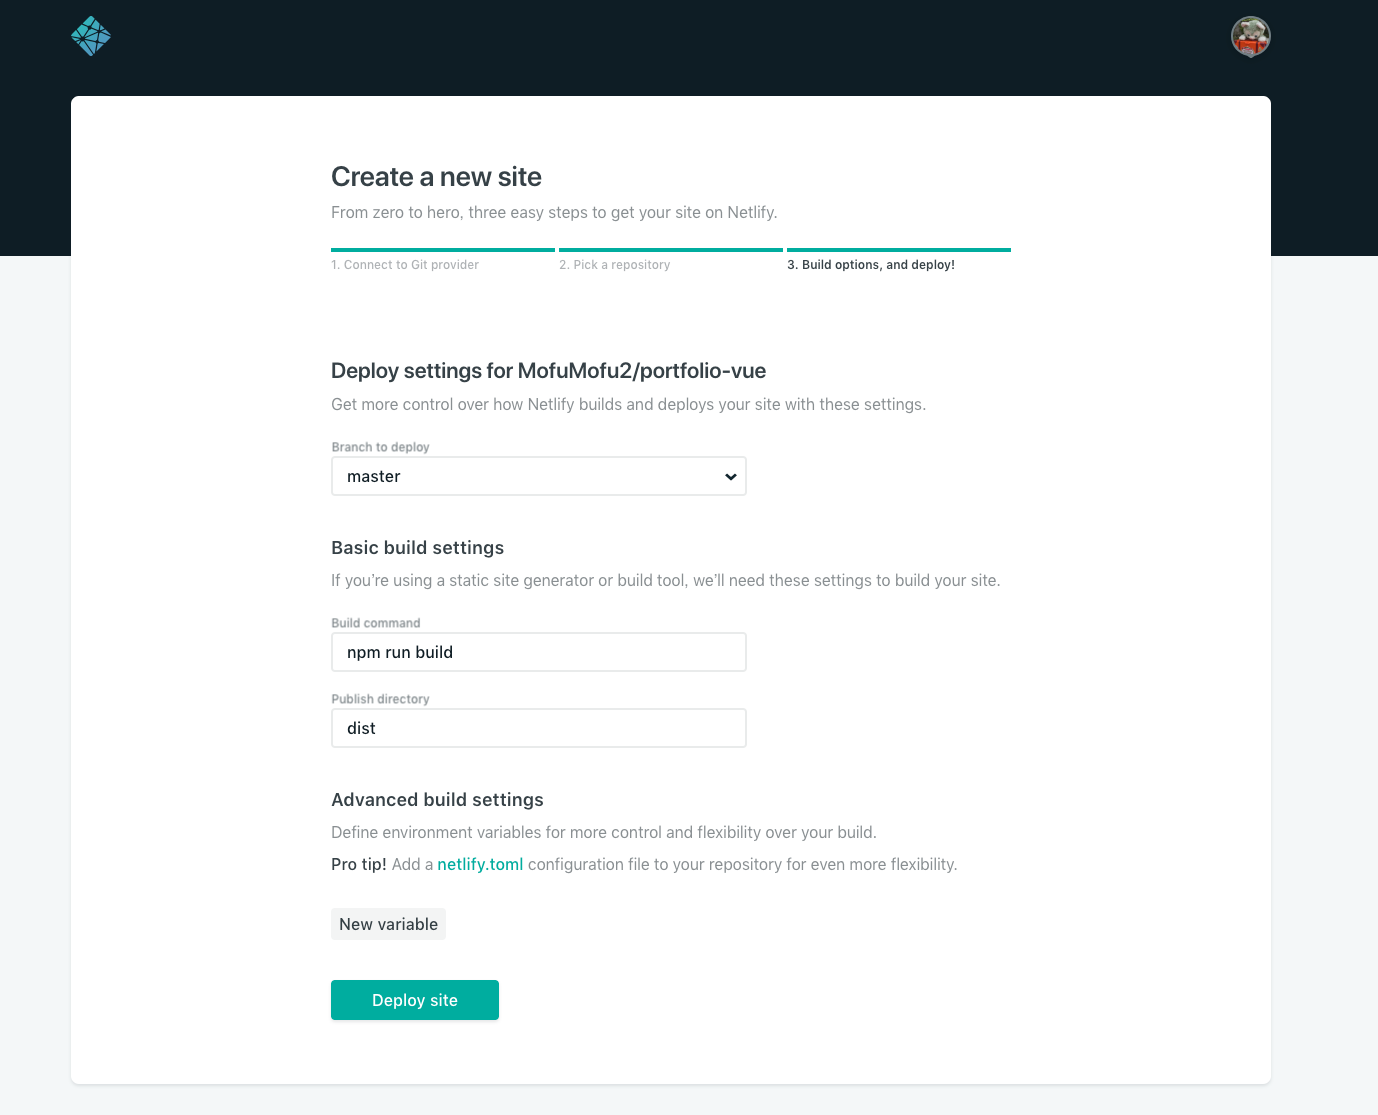 Create a new site
From zero to hero, three easy steps to get your site on Netlify.
1. Connect to Git provider
2. Pick a repository
3. Build options, and deploy!
Deploy settings for MofuMofu2/portfolio-vue
Get more control over how Netlify builds and deploys your site with these settings.
Branch to deploy
master
Basic build settings
If you’re using a static site generator or build tool, we’ll need these settings to build your site.
Build command
npm run build
Publish directory
dist
Advanced build settings
Define environment variables for more control and flexibility over your build.
Pro tip! Add a netlify.toml configuration file to your repository for even more flexibility.
New variable
Deploy site